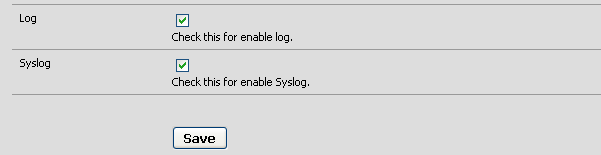 Log
Check this for enable log.
Syslog
Check this for enable Syslog.
Save